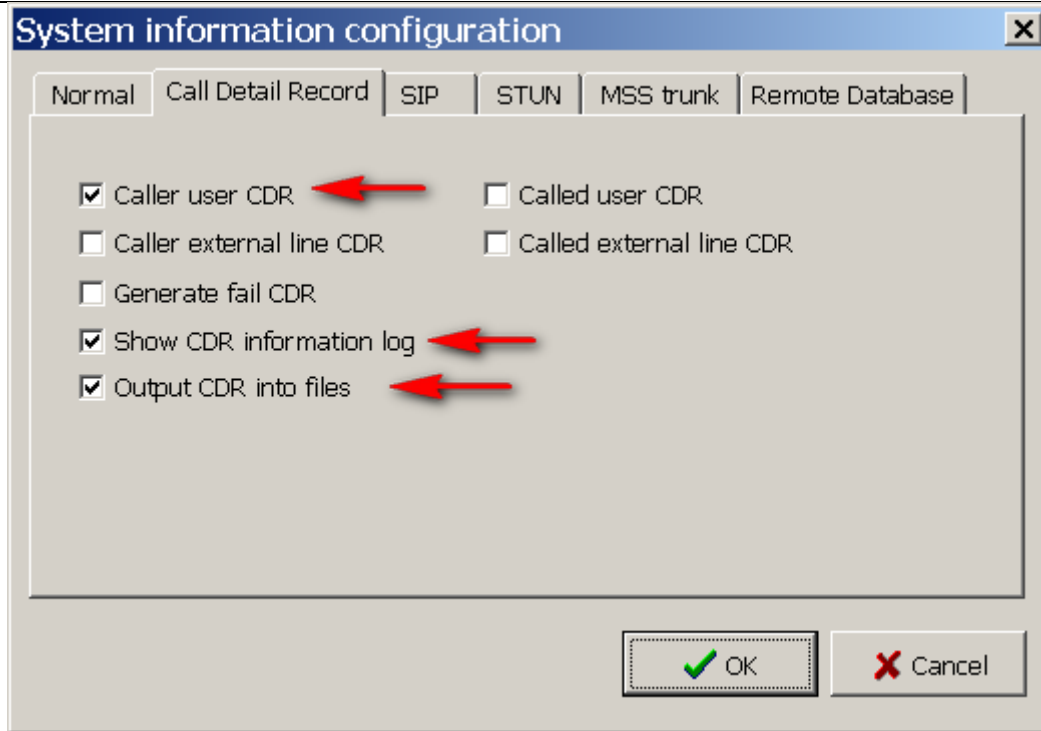 System information configuration
Normal Call Detail Record SIP STUN MSS trunk Remote Database
Caller user CDR Called user CDR
Caller external line CDR Called external line CDR
Generate fail CDR
Show CDR information log
Output CDR into files
OK Cancel